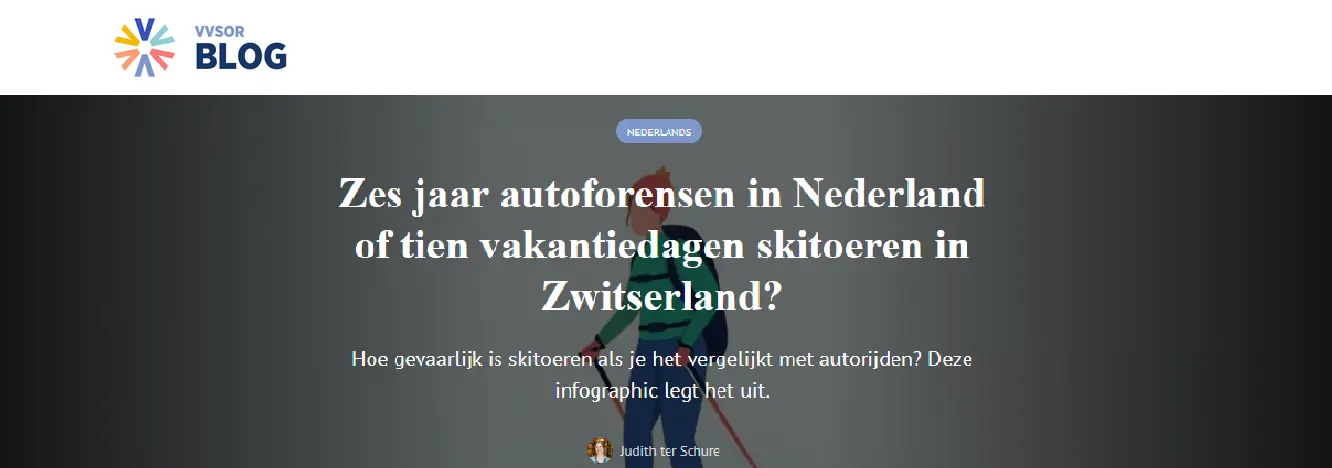 VVSOR
BLOG
NEDERLANDS
Zes jaar autoforensen in Nederland
of tien vakantiedagen skitoeren in
Zwitserland?
Hoe gevaarlijk is skitoeren als je het vergelijkt met autorijden? Deze
infographic legt het uit.
Judith ter Schure